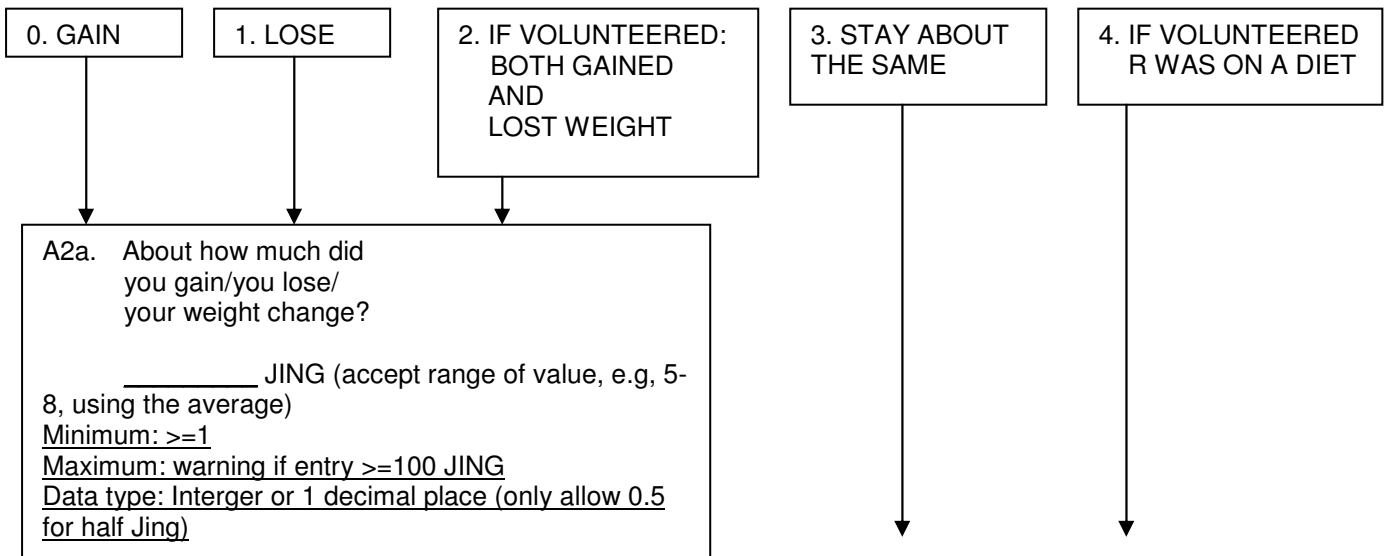 0. GAIN
1. LOSE
2. IF VOLUNTEERED:
BOTH GAINED
AND
LOST WEIGHT
3. STAY ABOUT
THE SAME
4. IF VOLUNTEERED
R WAS ON A DIET
A2a. About how much did
you gain/you lose/
your weight change?
_________ JING (accept range of value, e.g, 5-
8, using the average)
Minimum: >=1
Maximum: warning if entry >=100 JING
Data type: Interger or 1 decimal place (only allow 0.5
for half Jing)